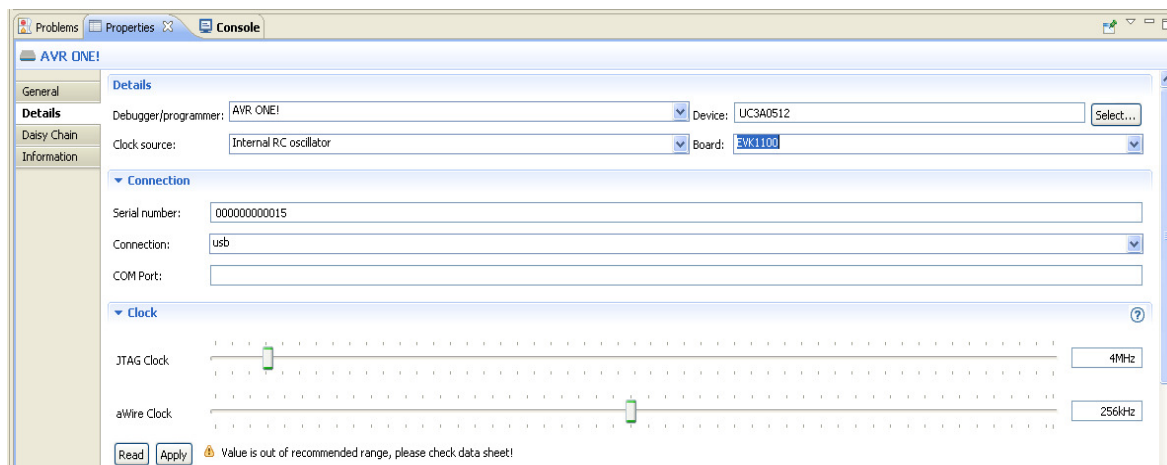 Problems Properties Console
AVR ONE!
General
Details
Daisy Chain
Information
Details
Debugger/programmer: AVR ONE! Device: UC3A0512 Select...
Clock source: Internal RC oscillator Board: EVK1100
Connection
Serial number: 000000000015
Connection: usb
COM Port:
Clock
JTAG Clock 4MHz
aWire Clock 256kHz
Read Apply Value is out of recommended range, please check data sheet!